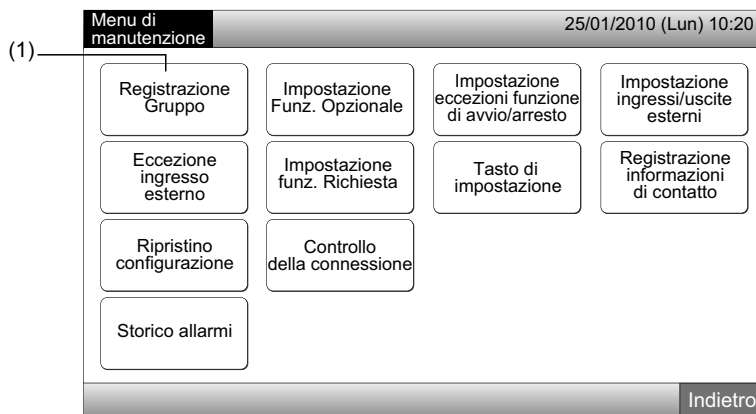 Menu di
manutenzione
25/01/2010 (Lun) 10:20
(1)
Registrazione
Gruppo
Impostazione
Funz. Opzionale
Impostazione
eccezioni funzione
di avvio/arresto
Impostazione
ingressi/uscite
esterni
Eccezione
ingresso
esterno
Impostazione
funz. Richiesta
Tasto di
impostazione
Registrazione
informazioni
di contatto
Ripristino
configurazione
Controllo
della connessione
Storico allarmi
Indietro